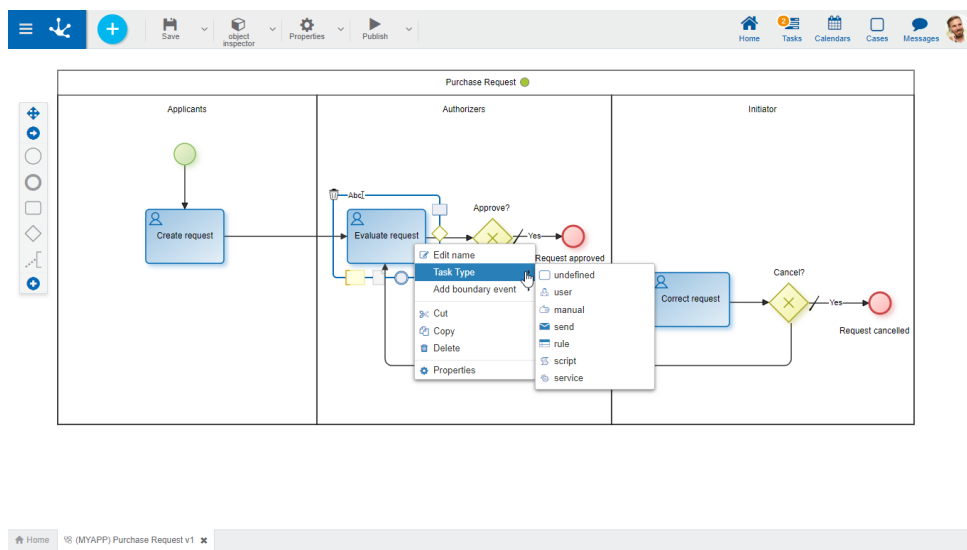 Save
object
inspector
Properties
Publish
Home
2
Tasks
Calendars
Cases
Messages
Purchase Request
Applicants
Authorizers
Initiator
Abc
Create request
Evaluate request
Approve?
Yes
Request approved
Edit name
Task Type
Add boundary event
Cut
Copy
Delete
Properties
undefined
user
manual
send
rule
script
service
Correct request
Cancel?
Yes
Request cancelled
Home
(MYAPP) Purchase Request v1